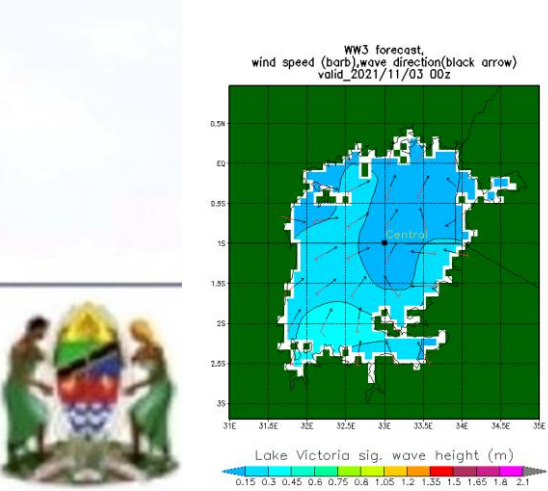 WW3 forecast,
wind speed (barb),wave direction(black arrow)
valid_2021/11/03 00z
0.5N
EQ
0.5S
1S
1.5S
2S
2.5S
3S
Central
31E 31.5E 32E 32.5E 33E 33.5E 34E 34.5E 35E
Lake Victoria sig. wave height (m)
0.15 0.3 0.45 0.6 0.75 0.8 1.05 1.2 1.35 1.5 1.65 1.8 2.1